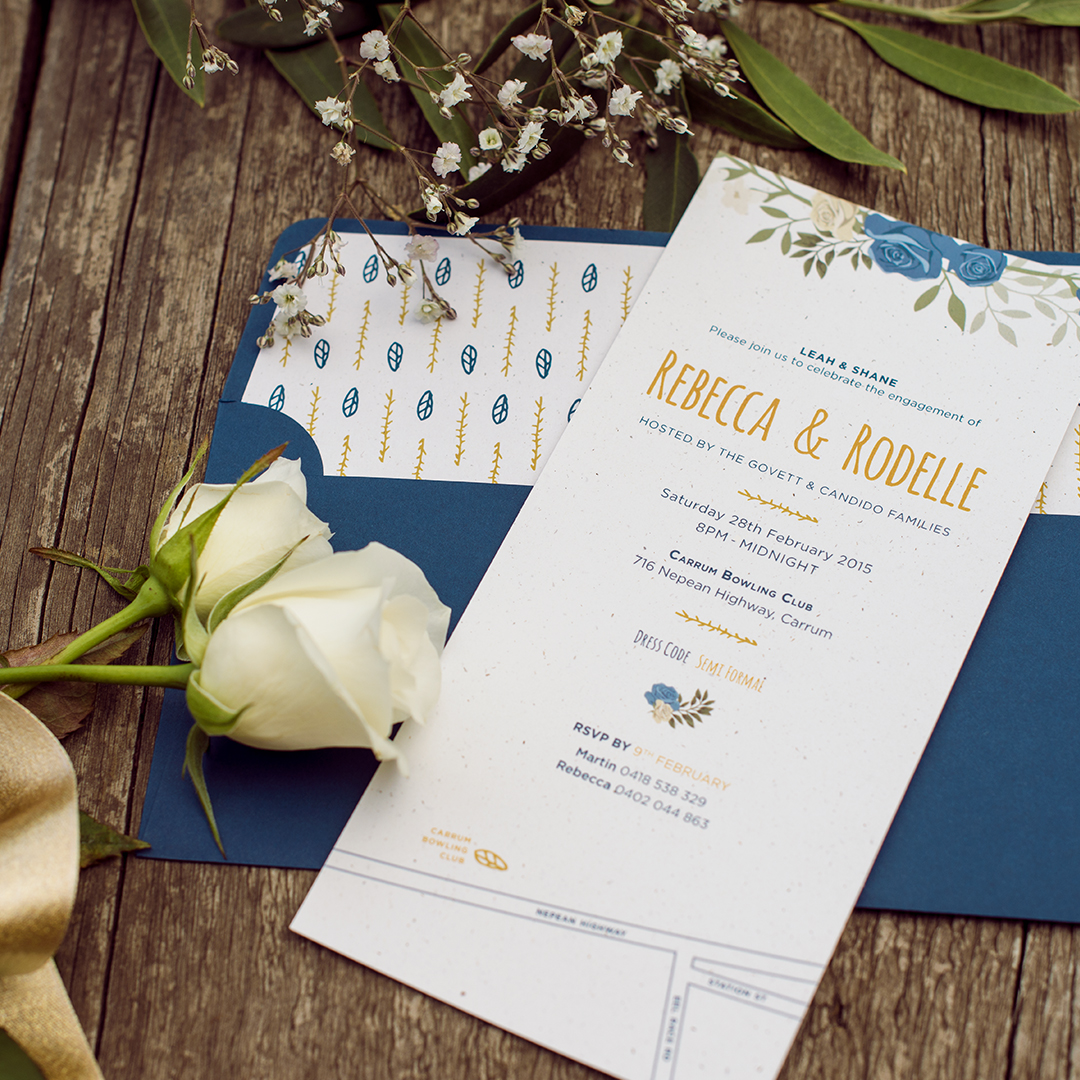 LEAH & SHANE
Please join us to celebrate the engagement of
REBECCA & RODELLE
HOSTED BY THE GOVETT & CANDIDO FAMILIES
Saturday 28th February 2015
8PM - MIDNIGHT
CARRUM BOWLING CLUB
716 Nepean Highway, Carrum
DRESS CODE SEMI FORMAL
RSVP BY 9TH FEBRUARY
Martin 0418 538 329
Rebecca 0402 044 863
CARRUM
BOWLING
CLUB
NEPEAN HIGHWAY
STATION ST